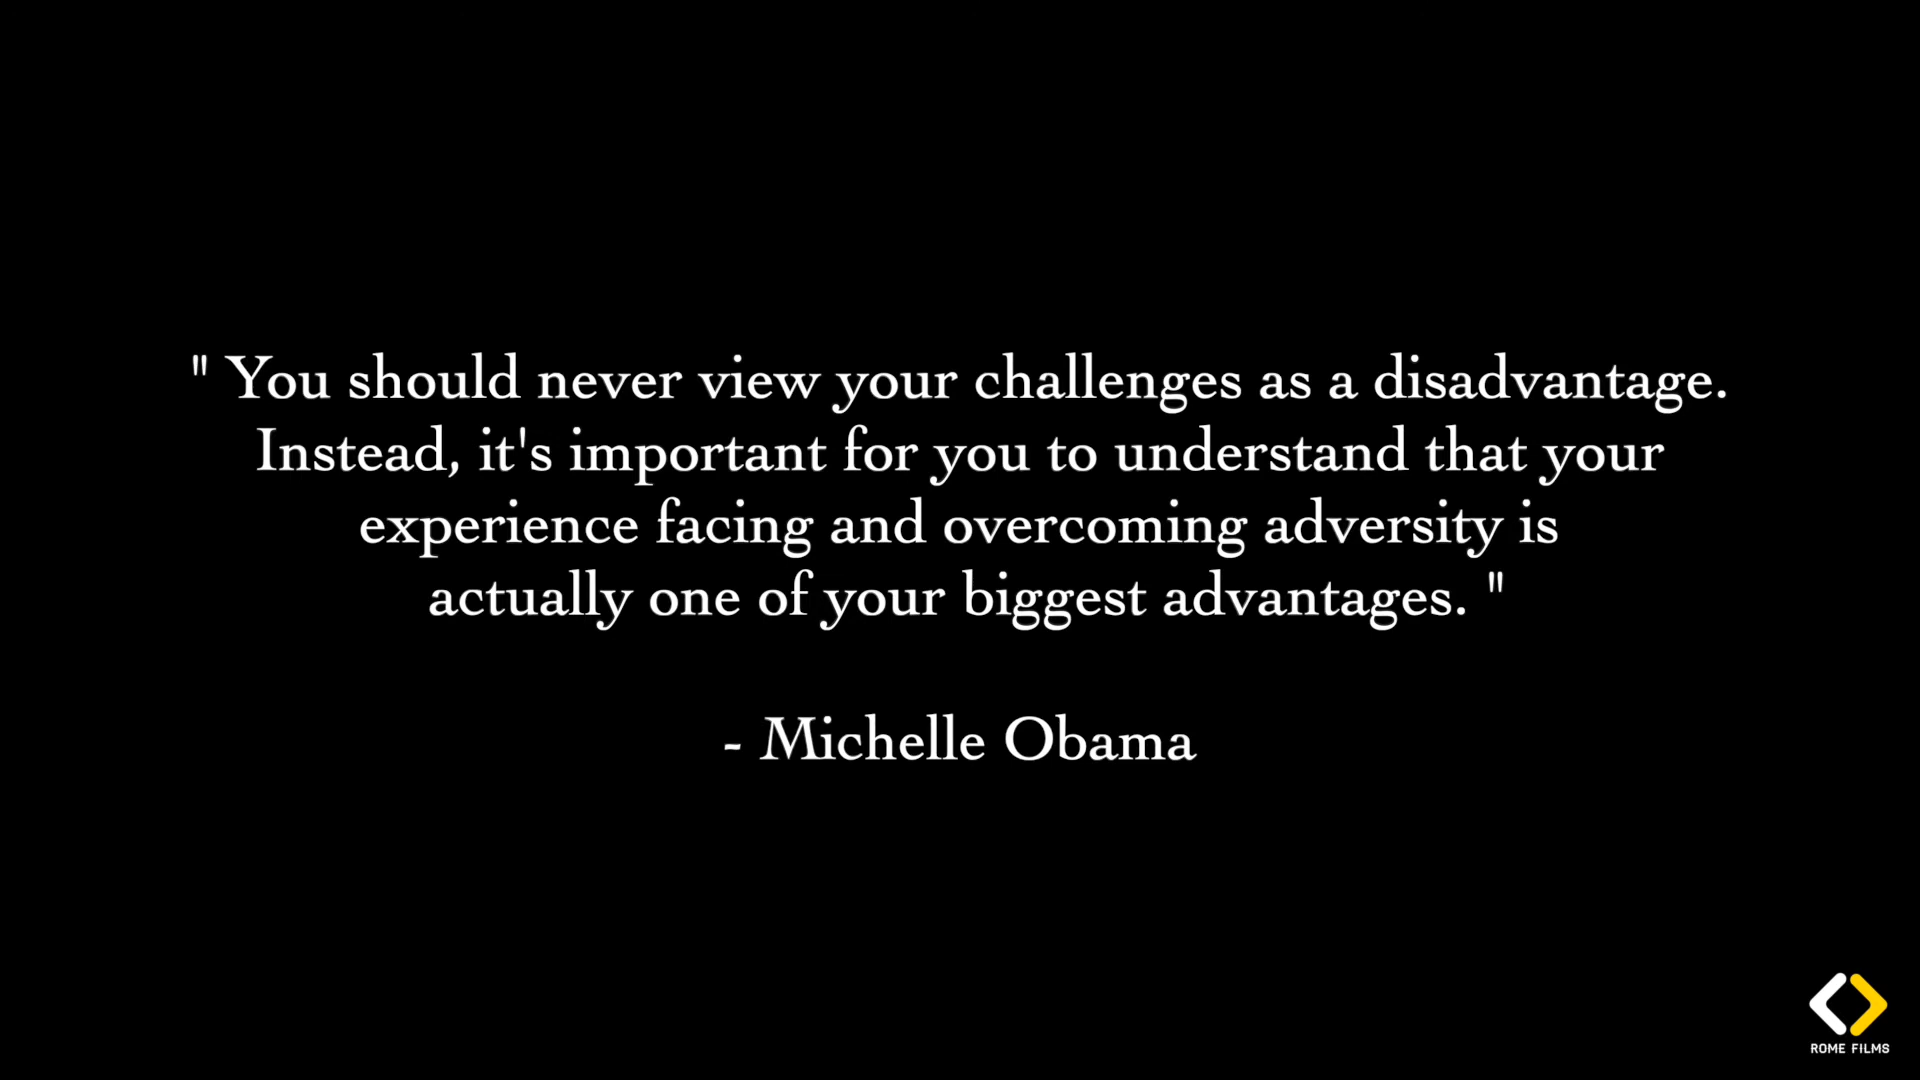 " You should never view your challenges as a disadvantage.
Instead, it's important for you to understand that your
experience facing and overcoming adversity is
actually one of your biggest advantages. "
- Michelle Obama
ROME FILMS